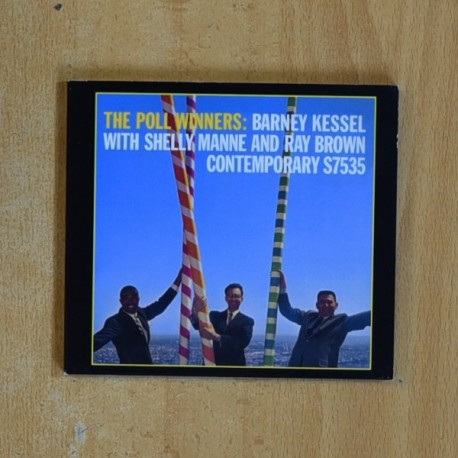 THE POLL WINNERS: BARNEY KESSEL
WITH SHELLY MANNE AND RAY BROWN
CONTEMPORARY S7535